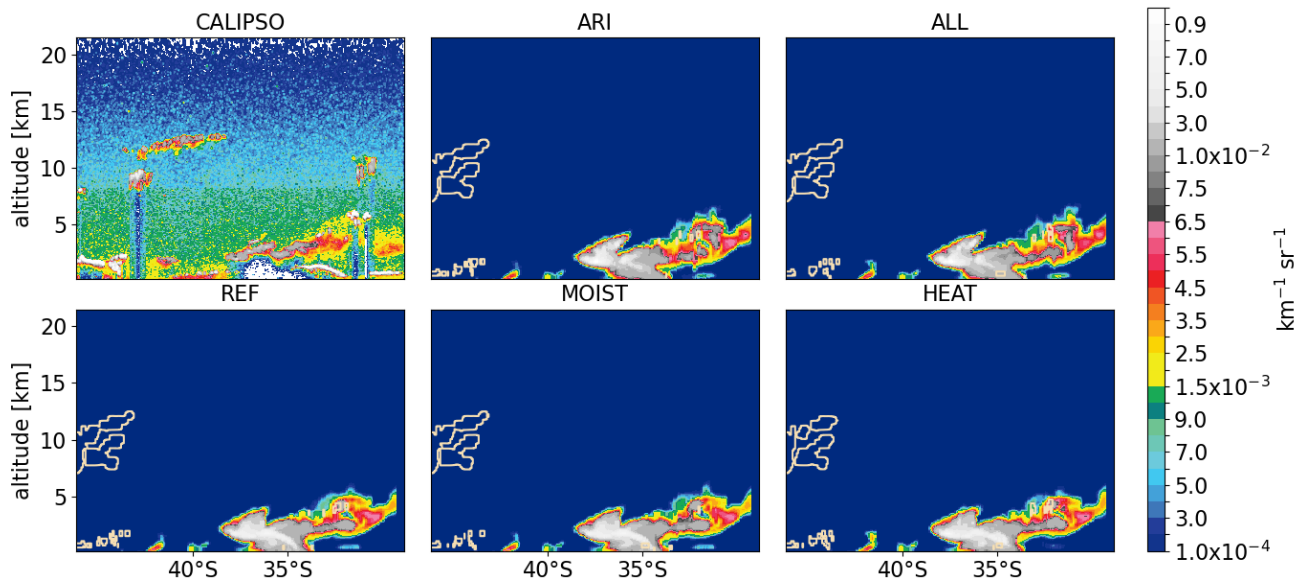 CALIPSO
ARI
ALL
20
15
10
5
altitude [km]
REF
MOIST
HEAT
20
15
10
5
altitude [km]
40°S
35°S
40°S
35°S
40°S
35°S
0.9
7.0
5.0
3.0
1.0x10⁻²
7.5
6.5
5.5
4.5
3.5
2.5
1.5x10⁻³
9.0
7.0
5.0
3.0
1.0x10⁻⁴
km⁻¹ sr⁻¹